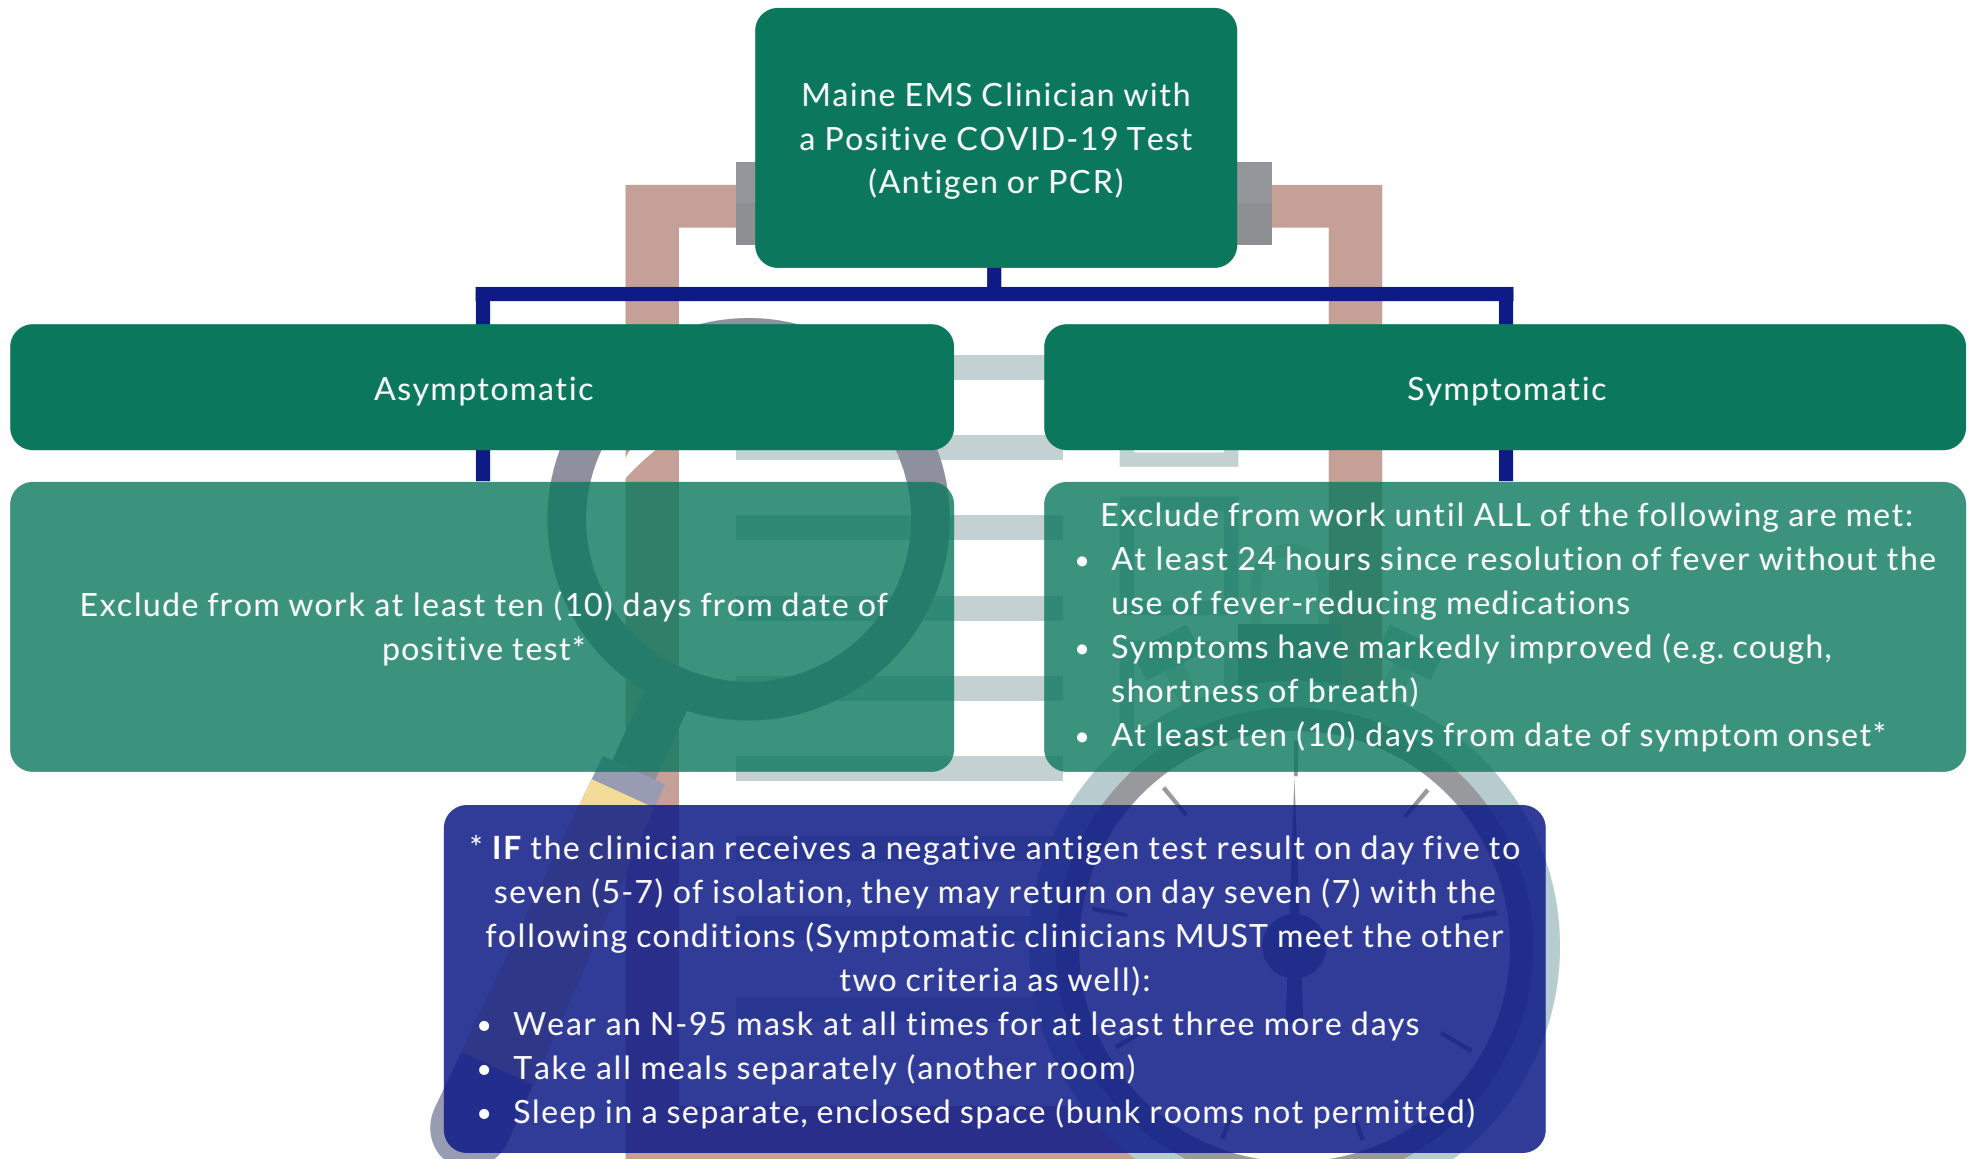 Maine EMS Clinician with
a Positive COVID-19 Test
(Antigen or PCR)
Asymptomatic
Symptomatic
Exclude from work at least ten (10) days from date of
positive test*
Exclude from work until ALL of the following are met:
• At least 24 hours since resolution of fever without the
use of fever-reducing medications
• Symptoms have markedly improved (e.g. cough,
shortness of breath)
• At least ten (10) days from date of symptom onset*
* IF the clinician receives a negative antigen test result on day five to
seven (5-7) of isolation, they may return on day seven (7) with the
following conditions (Symptomatic clinicians MUST meet the other
two criteria as well):
• Wear an N-95 mask at all times for at least three more days
• Take all meals separately (another room)
• Sleep in a separate, enclosed space (bunk rooms not permitted)